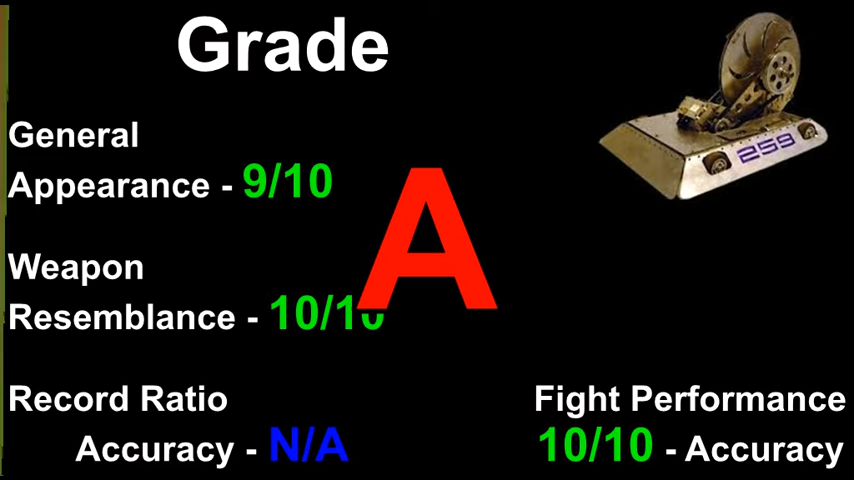 Grade
General
Appearance - 9/10
A
Weapon
Resemblance - 10/10
Record Ratio
Accuracy - N/A
Fight Performance
10/10 - Accuracy
259